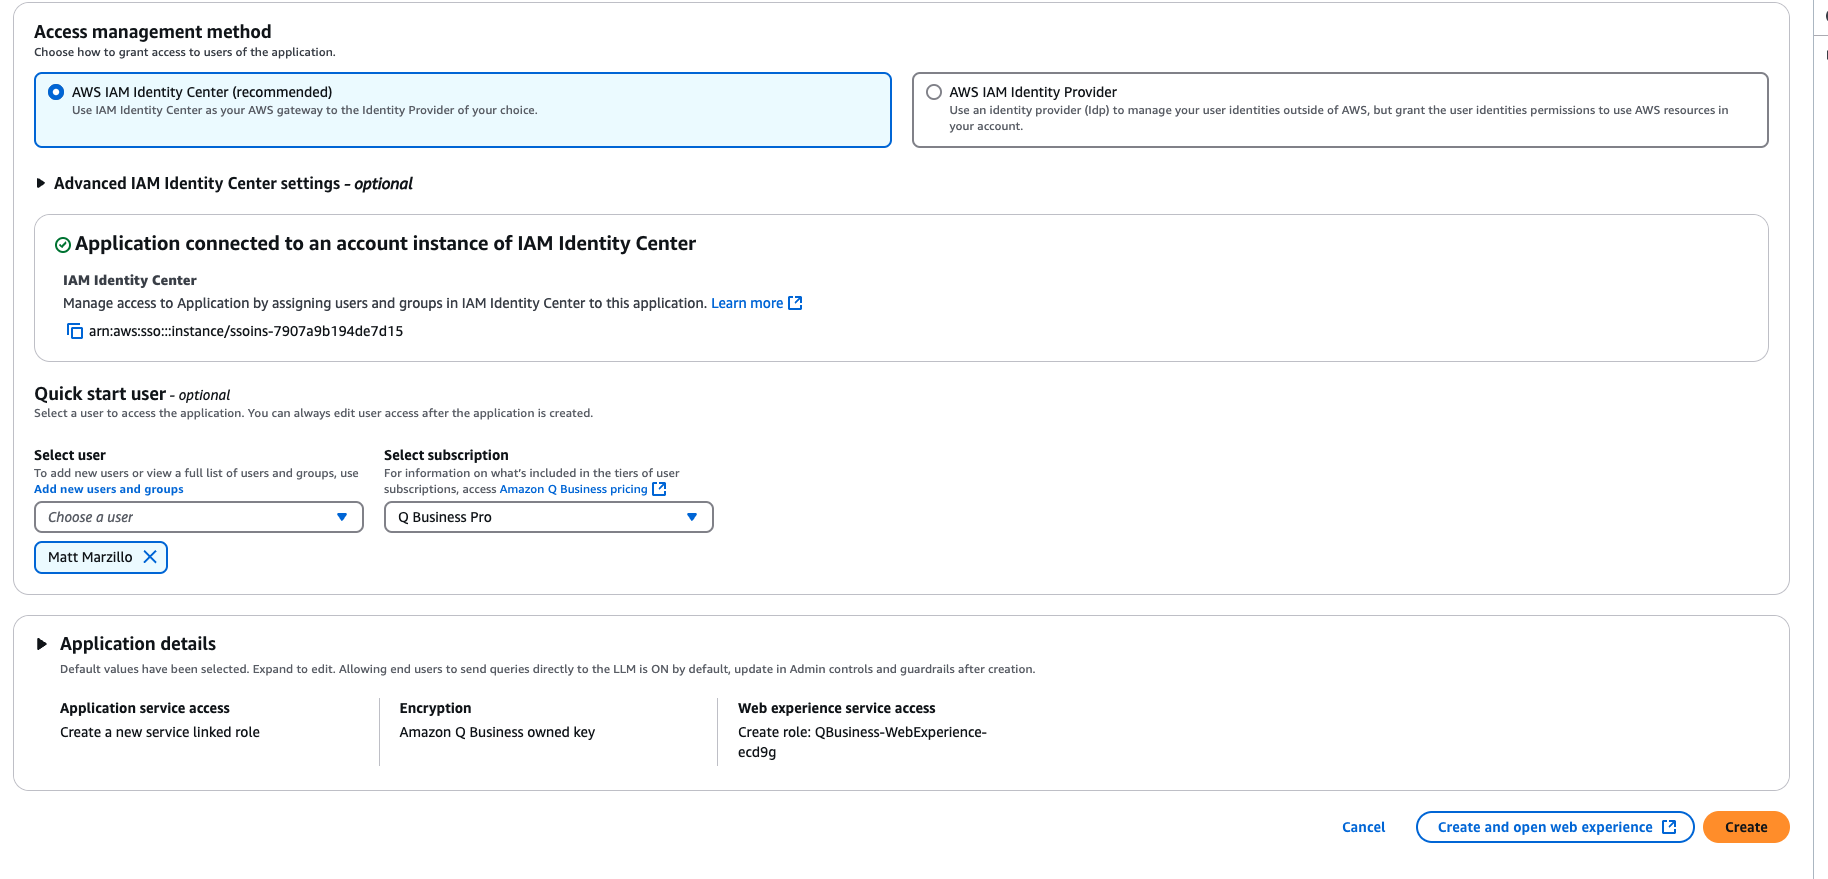 Access management method
Choose how to grant access to users of the application.
AWS IAM Identity Center (recommended)
Use IAM Identity Center as your AWS gateway to the Identity Provider of your choice.
AWS IAM Identity Provider
Use an identity provider (Idp) to manage your user identities outside of AWS, but grant the user identities permissions to use AWS resources in
your account.
Advanced IAM Identity Center settings - optional
Application connected to an account instance of IAM Identity Center
IAM Identity Center
Manage access to Application by assigning users and groups in IAM Identity Center to this application. Learn more
arn:aws:sso:::instance/ssoins-7907a9b194de7d15
Quick start user - optional
Select a user to access the application. You can always edit user access after the application is created.
Select user
To add new users or view a full list of users and groups, use
Add new users and groups
Choose a user
Matt Marzillo
Select subscription
For information on what's included in the tiers of user
subscriptions, access Amazon Q Business pricing
Q Business Pro
Application details
Default values have been selected. Expand to edit. Allowing end users to send queries directly to the LLM is ON by default, update in Admin controls and guardrails after creation.
Application service access
Create a new service linked role
Encryption
Amazon Q Business owned key
Web experience service access
Create role: QBusiness-WebExperience-
ecd9g
Cancel
Create and open web experience
Create